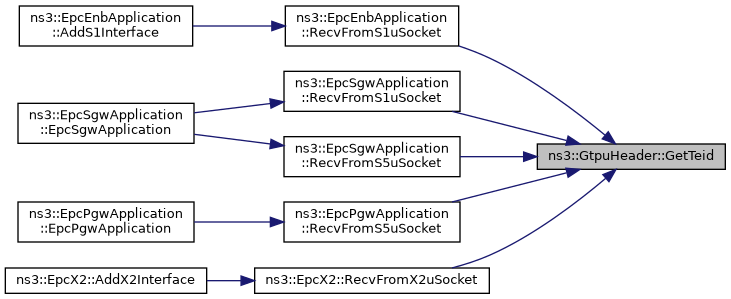 ns3::EpcEnbApplication
::AddS1Interface
ns3::EpcEnbApplication
::RecvFromS1uSocket
ns3::EpcSgwApplication
::EpcSgwApplication
ns3::EpcSgwApplication
::RecvFromS1uSocket
ns3::EpcSgwApplication
::RecvFromS5uSocket
ns3::GtpuHeader::GetTeid
ns3::EpcPgwApplication
::EpcPgwApplication
ns3::EpcPgwApplication
::RecvFromS5uSocket
ns3::EpcX2::AddX2Interface
ns3::EpcX2::RecvFromX2uSocket